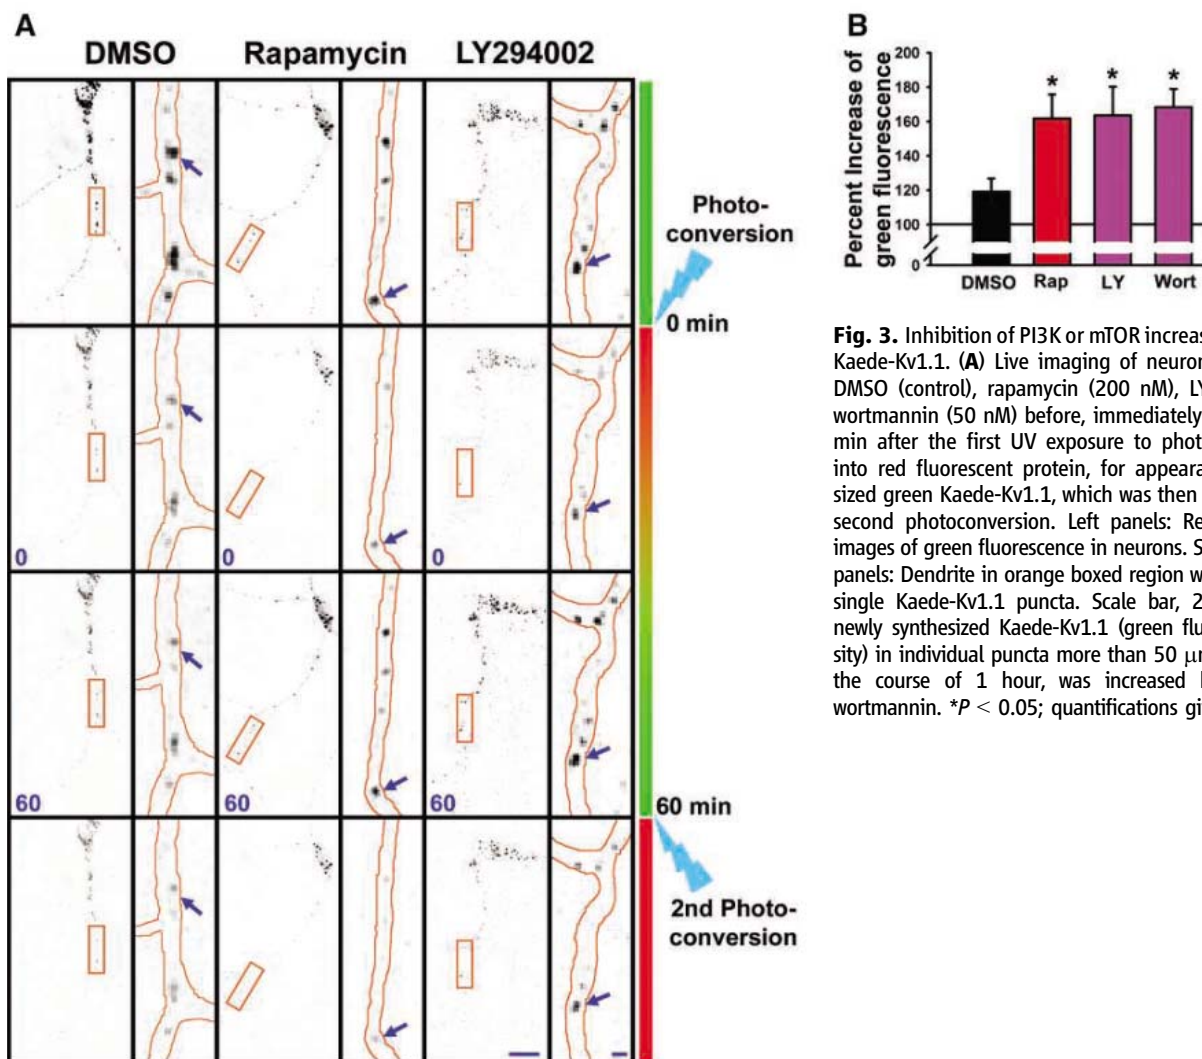 A
DMSO
Rapamycin
LY294002
0
0
0
60
60
60
Photo-
conversion
0 min
60 min
2nd Photo-
conversion
B
Percent Increase of
green fluorescence
200
180
160
140
120
100
0
* * *
DMSO Rap LY Wort
Fig. 3. Inhibition of PI3K or mTOR increas
Kaede-Kv1.1. (A) Live imaging of neuron
DMSO (control), rapamycin (200 nM), LY
wortmannin (50 nM) before, immediately
min after the first UV exposure to phot
into red fluorescent protein, for appeara
sized green Kaede-Kv1.1, which was then
second photoconversion. Left panels: Re
images of green fluorescence in neurons. S
panels: Dendrite in orange boxed region w
single Kaede-Kv1.1 puncta. Scale bar, 2
newly synthesized Kaede-Kv1.1 (green flu
sity) in individual puncta more than 50 μm
the course of 1 hour, was increased b
wortmannin. *P < 0.05; quantifications gi